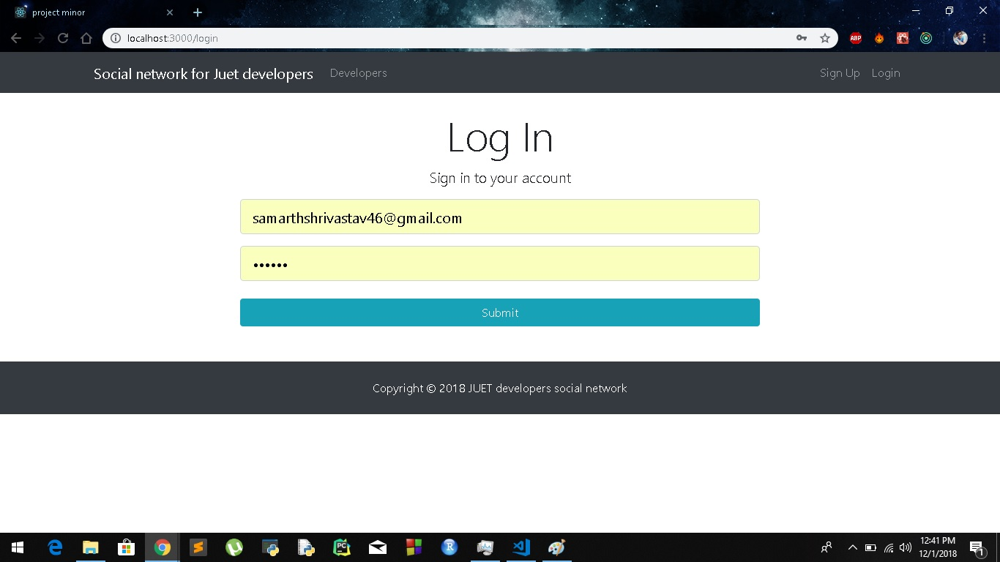 project minor
localhost:3000/login
ABP
Social network for Juet developers
Developers
Sign Up
Login
Log In
Sign in to your account
samarthshrivastav46@gmail.com
••••••
Submit
Copyright © 2018 JUET developers social network
PC
R
12:41 PM
12/1/2018
1